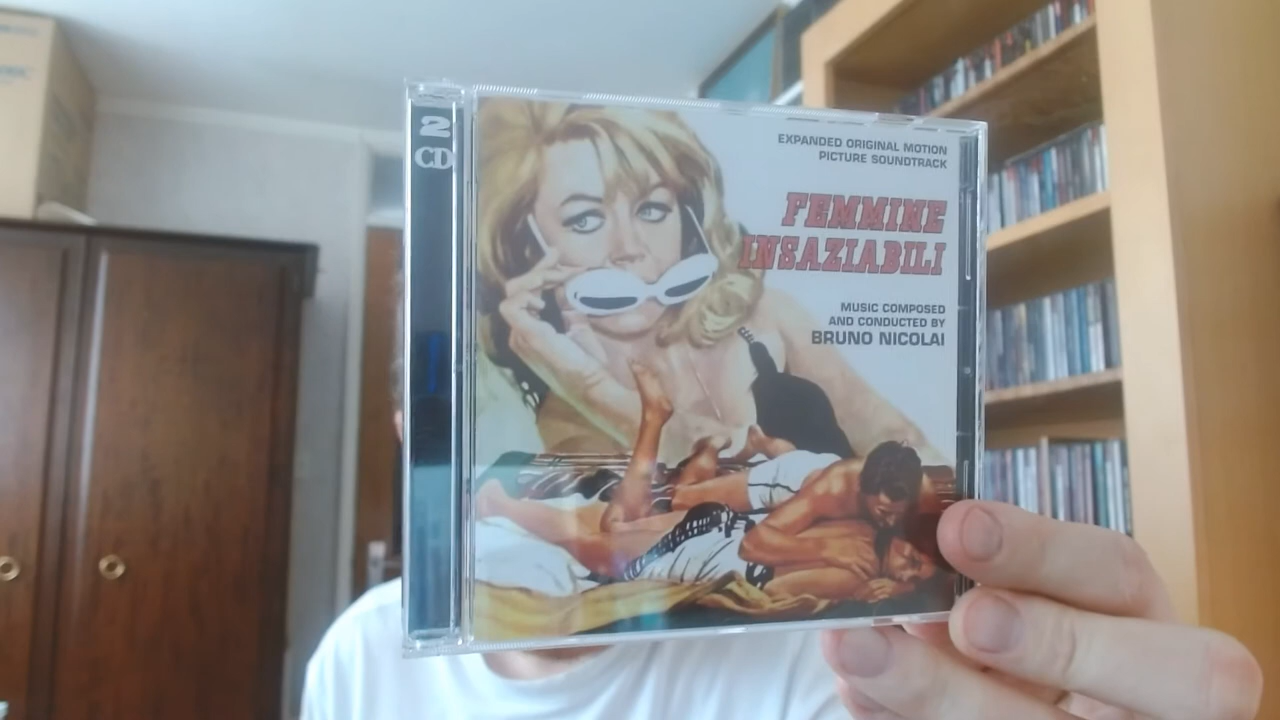 2
CD
EXPANDED ORIGINAL MOTION
PICTURE SOUNDTRACK
FEMMINE
INSAZIABILI
MUSIC COMPOSED
AND CONDUCTED BY
BRUNO NICOLAI